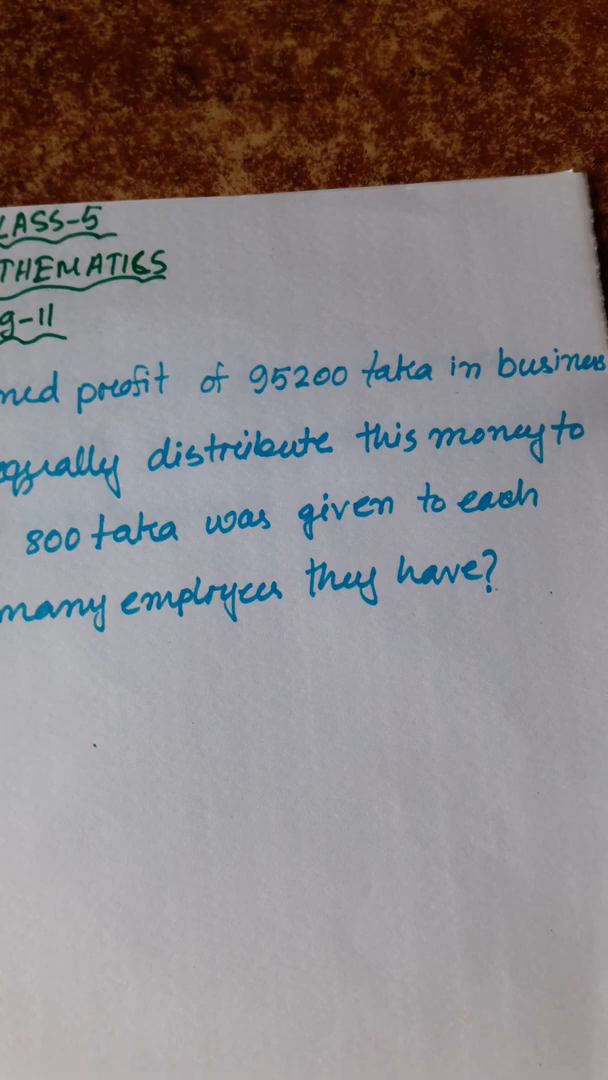 LASS-5
THEMATICS
g-11
ned profit of 95200 taka in business
eqqually distribute this money to
800 taka was given to each
many employees they have?